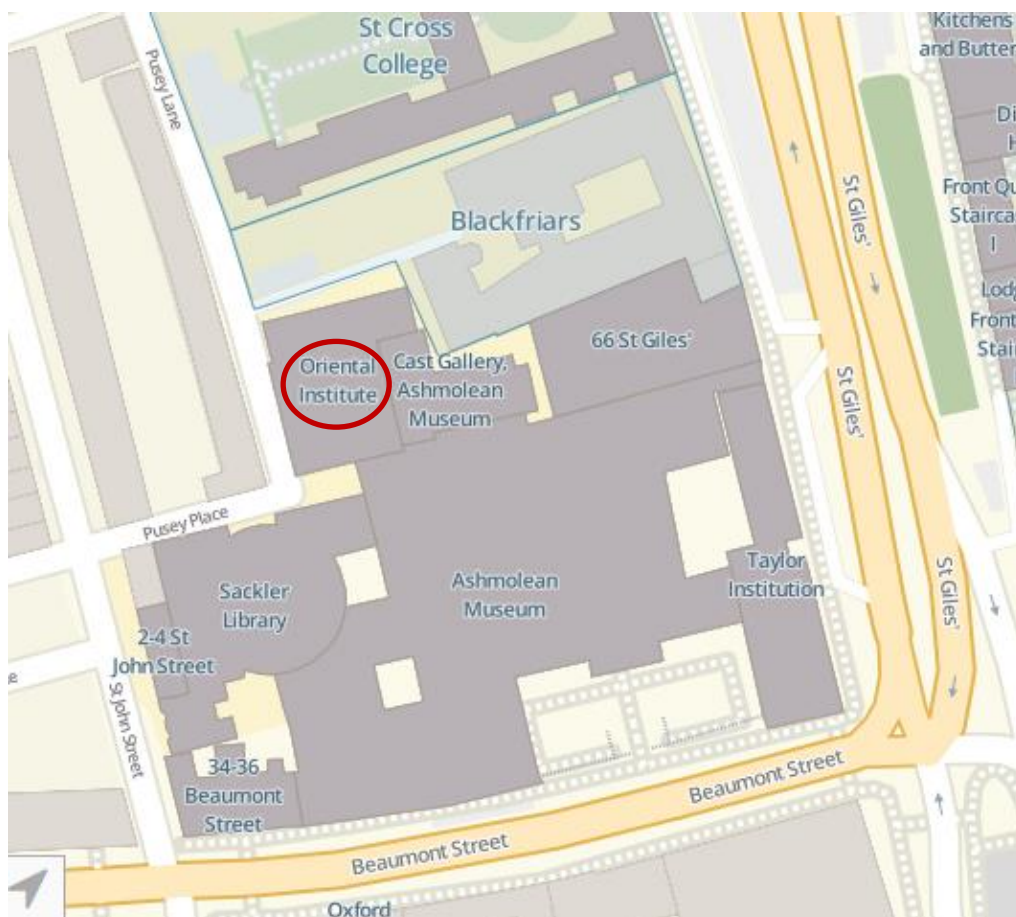 St Cross
College
Kitchens
and Butter
Pusey Lane
Di
H
Front Qu
Stairca
I
St Giles'
Blackfriars
Lodg
Front
Stair
66 St Giles'
Oriental
Institute
Cast Gallery,
Ashmolean
Museum
St Giles'
Pusey Place
Sackler
Library
Ashmolean
Museum
Taylor
Institution
St Giles'
2-4 St
John Street
St John Street
34-36
Beaumont
Street
Beaumont Street
Beaumont Street
Oxford